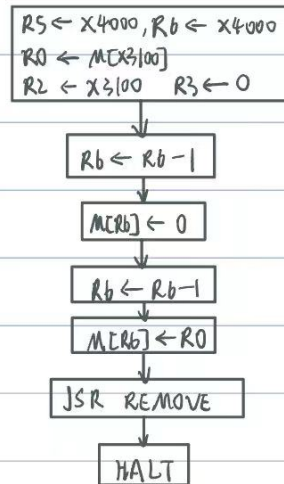 R5 ← x4000, R6 ← x4000
R0 ← M[x3100]
R2 ← x3100 R3 ← 0
R6 ← R6-1
M[R6] ← 0
R6 ← R6-1
M[R6] ← R0
JSR REMOVE
HALT